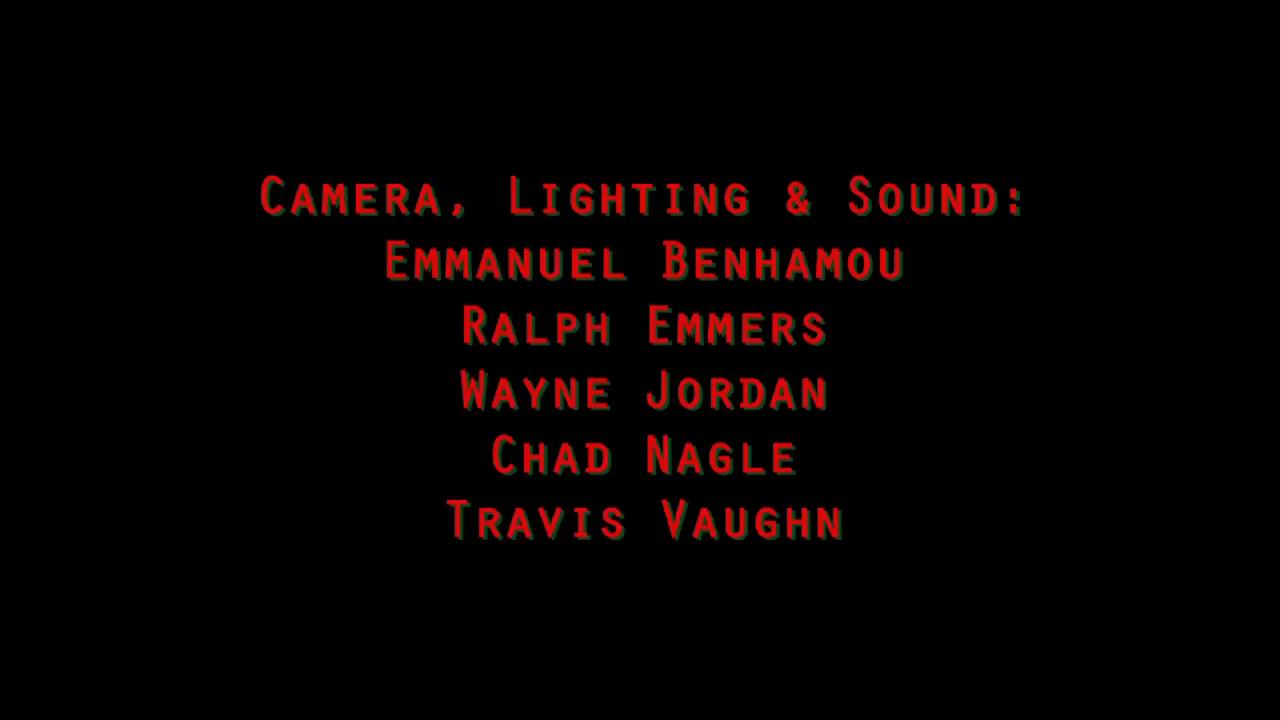 Camera, Lighting & Sound:
Emmanuel Benhamou
Ralph Emmers
Wayne Jordan
Chad Nagle
Travis Vaughn